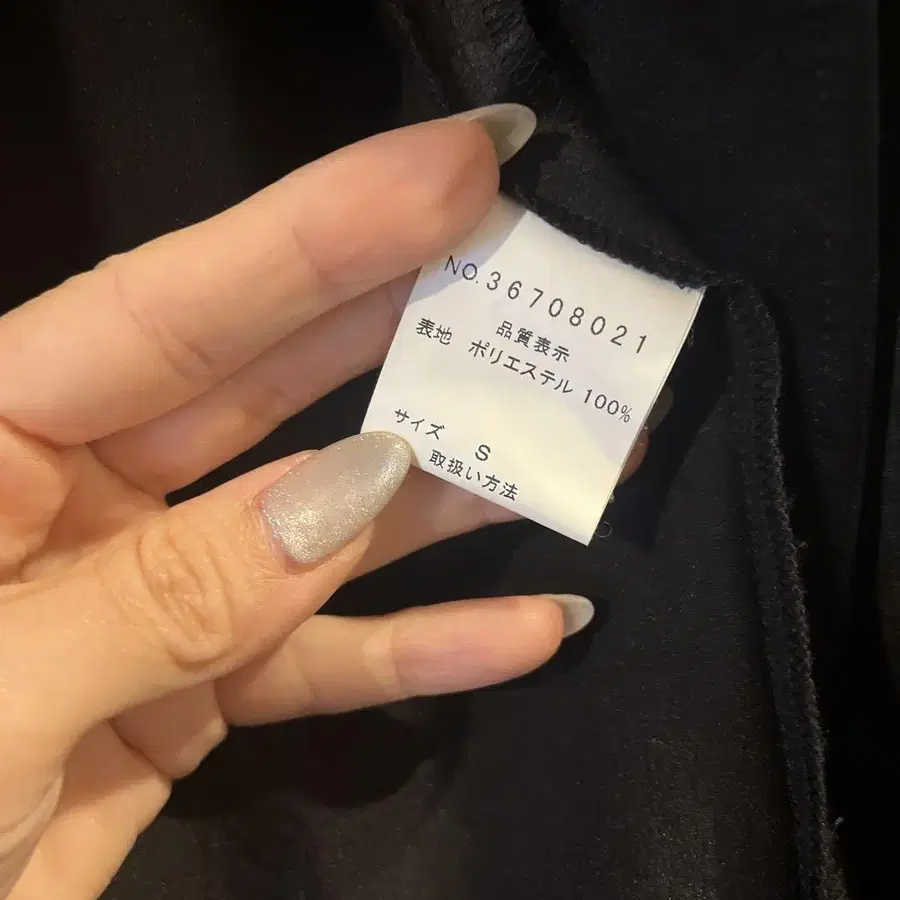 NO.36708021
品質表示
表地 ポリエステル 100%
サイズ S
取扱い方法